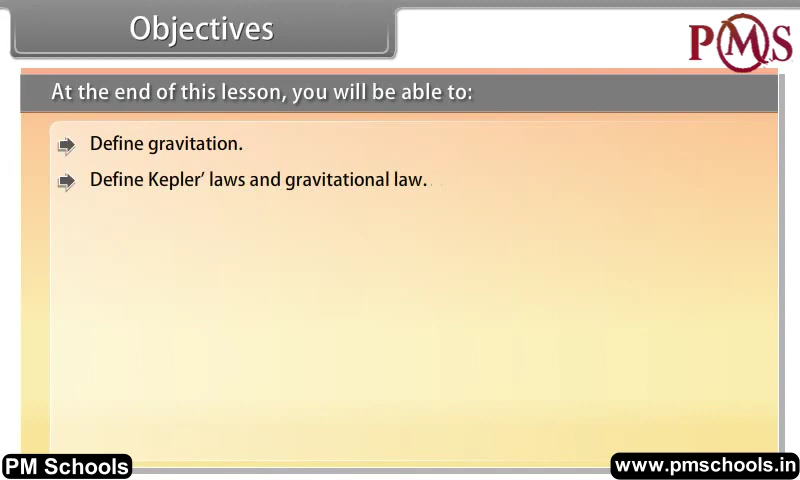 Objectives
PMS
At the end of this lesson, you will be able to:
Define gravitation.
Define Kepler’ laws and gravitational law.
PM Schools
www.pmschools.in